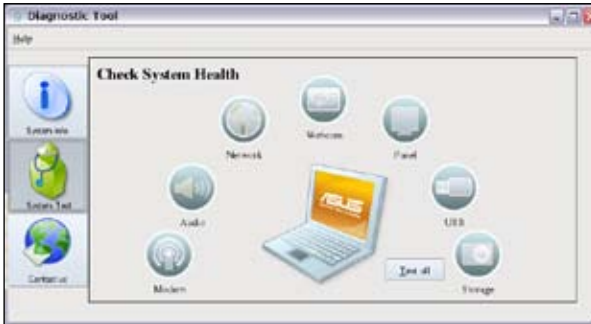 Diagnostic Tool
Help
System Info
System Test
Contact us
Check System Health
Webcam
Network
Panel
Audio
USB
Modem
Storage
ASUS
Test all